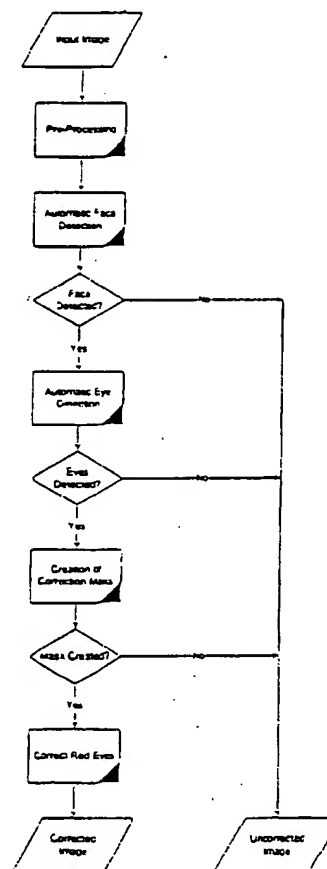 Input Image
Pre-Processing
Automatic Face
Detection
Face
Detected?
No
Yes
Automatic Eye
Detection
Eyes
Detected?
No
Yes
Creation of
Correction Mask
Mask Created?
No
Yes
Correct Red Eyes
Corrected
Image
Uncorrected
Image